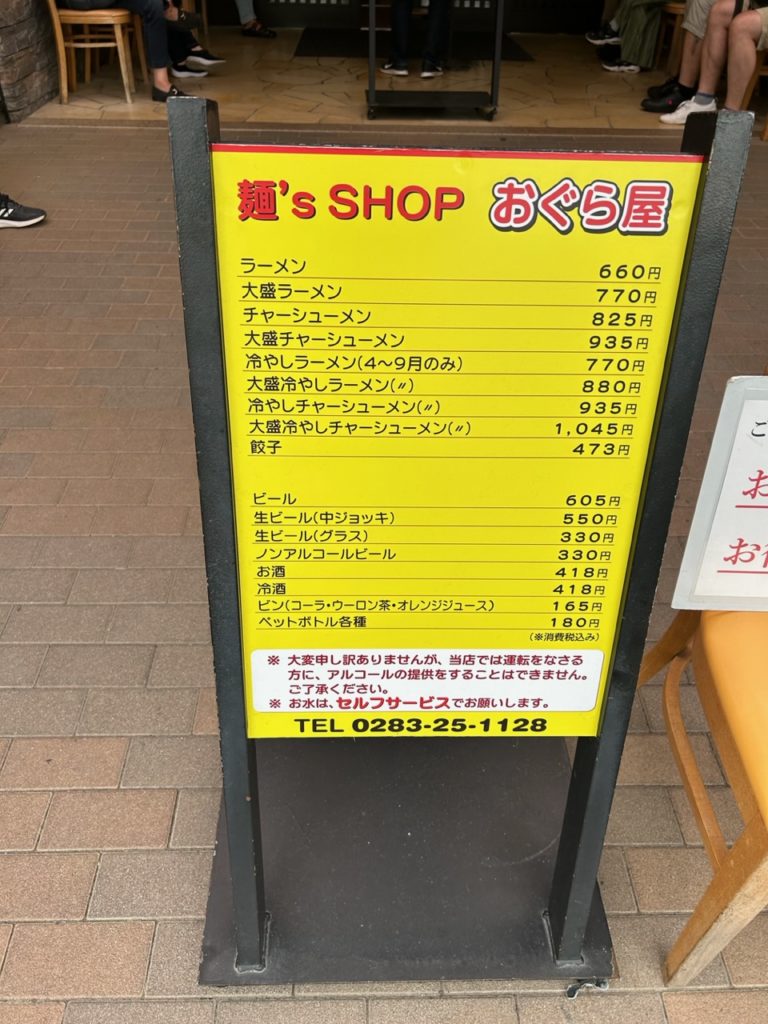 麺's SHOP おぐら屋
ラーメン 660円
大盛ラーメン 770円
チャーシューメン 825円
大盛チャーシューメン 935円
冷やしラーメン(4〜9月のみ) 770円
大盛冷やしラーメン(〃) 880円
冷やしチャーシューメン(〃) 935円
大盛冷やしチャーシューメン(〃) 1,045円
餃子 473円
ビール 605円
生ビール(中ジョッキ) 550円
生ビール(グラス) 330円
ノンアルコールビール 330円
お酒 418円
冷酒 418円
ビン(コーラ・ウーロン茶・オレンジジュース) 165円
ペットボトル各種 180円
(※消費税込み)
※ 大変申し訳ありませんが、当店では運転をなさる
方に、アルコールの提供をすることはできません。
ご了承ください。
※ お水は、セルフサービスでお願いします。
TEL 0283-25-1128